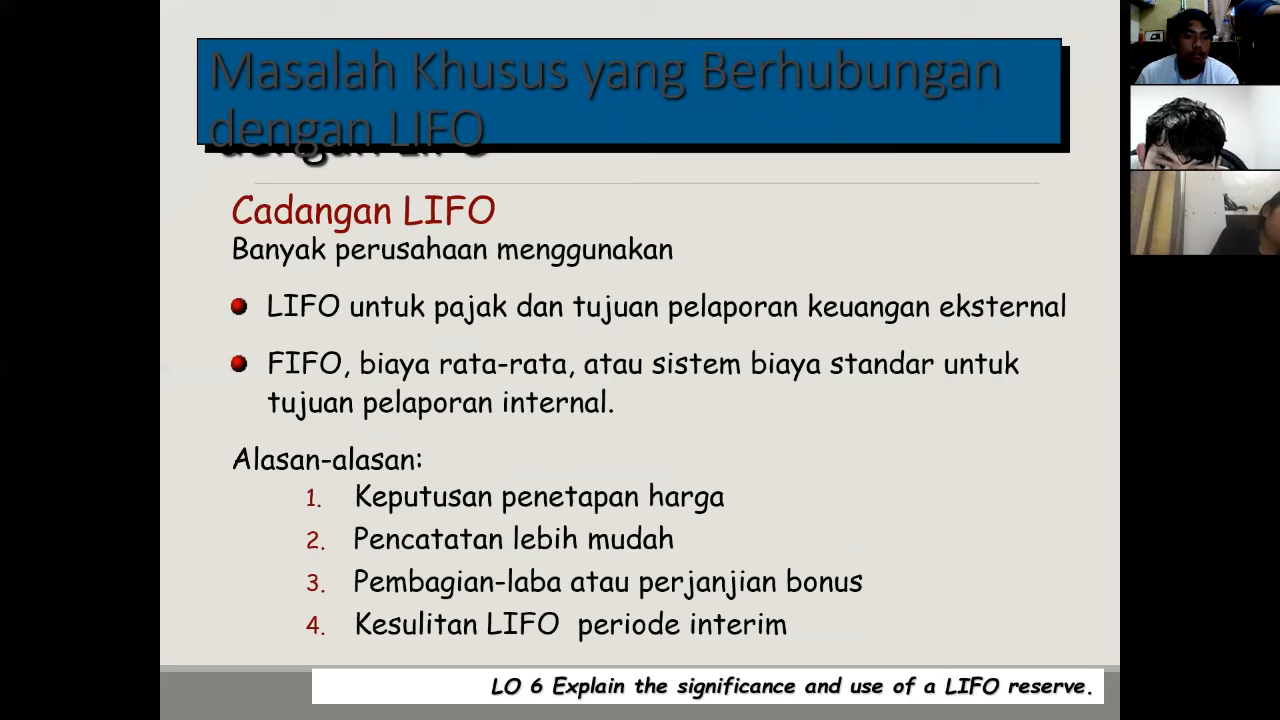 Masalah Khusus yang Berhubungan
dengan LIFO
Cadangan LIFO
Banyak perusahaan menggunakan
LIFO untuk pajak dan tujuan pelaporan keuangan eksternal
FIFO, biaya rata-rata, atau sistem biaya standar untuk
tujuan pelaporan internal.
Alasan-alasan:
1. Keputusan penetapan harga
2. Pencatatan lebih mudah
3. Pembagian-laba atau perjanjian bonus
4. Kesulitan LIFO periode interim
LO 6 Explain the significance and use of a LIFO reserve.